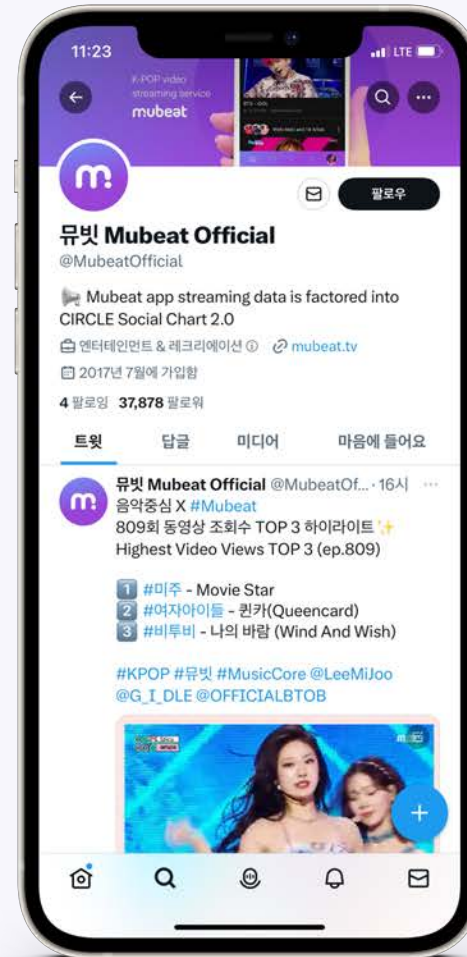 11:23
LTE
K-POP video
streaming service
mubeat
m.
팔로우
뮤빗 Mubeat Official
@MubeatOfficial
📢 Mubeat app streaming data is factored into
CIRCLE Social Chart 2.0
엔터테인먼트 & 레크리에이션 ⓘ mubeat.tv
2017년 7월에 가입함
4 팔로잉 37,878 팔로워
트윗 답글 미디어 마음에 들어요
m.
뮤빗 Mubeat Official @MubeatOf... · 16시 ···
음악중심 X #Mubeat
809회 동영상 조회수 TOP 3 하이라이트 ✨
Highest Video Views TOP 3 (ep.809)
1️⃣ #미주 - Movie Star
2️⃣ #여자아이들 - 퀸카(Queencard)
3️⃣ #비투비 - 나의 바람 (Wind And Wish)
#KPOP #뮤빗 #MusicCore @LeeMiJoo
@G_I_DLE @OFFICIALBTOB